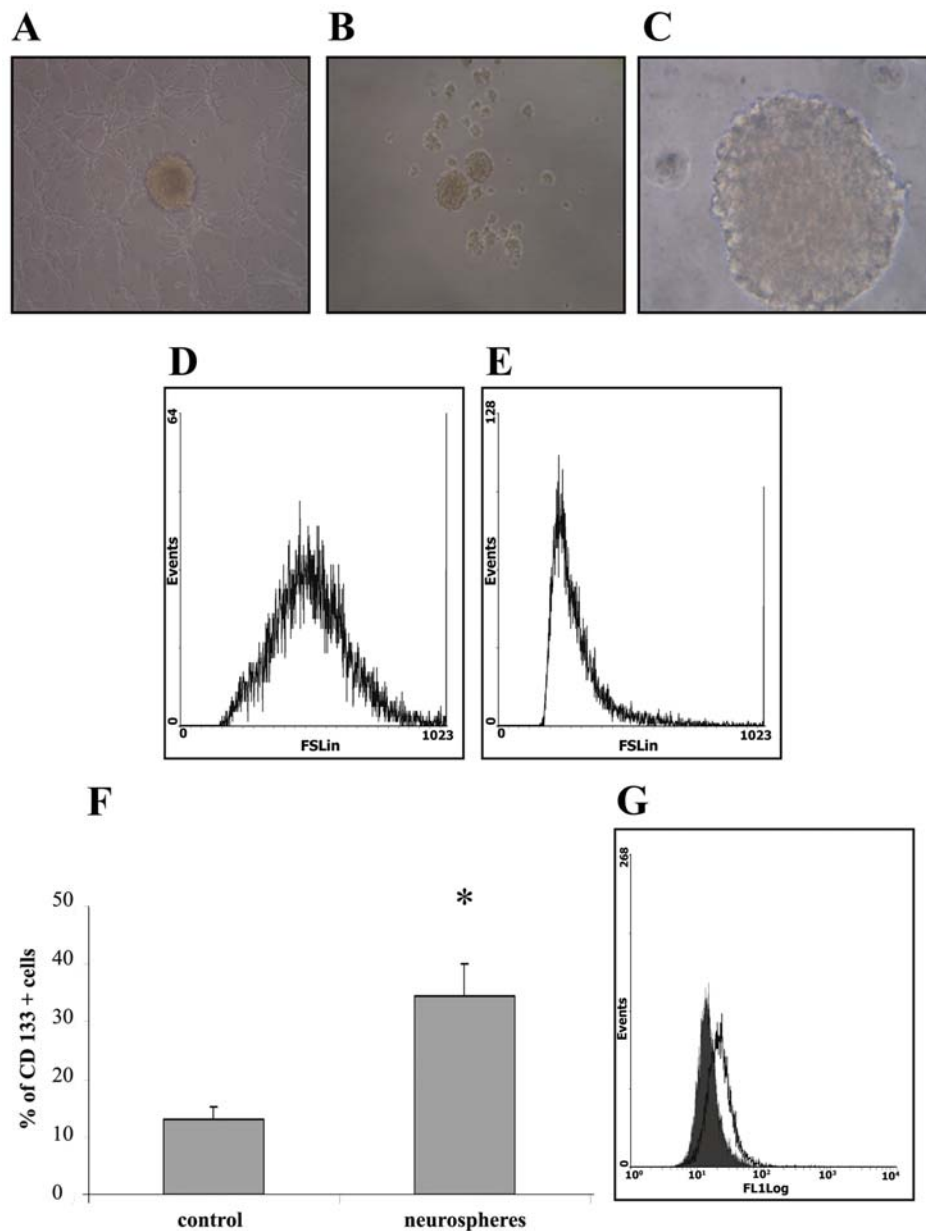 A
B
C
D
E
64
Events
0
0
1023
FSLin
128
Events
0
0
1023
FSLin
F
G
50
40
30
20
10
0
% of CD 133 + cells
*
control
neurospheres
268
Events
0
10⁰
10¹
10²
10³
10⁴
FL1Log